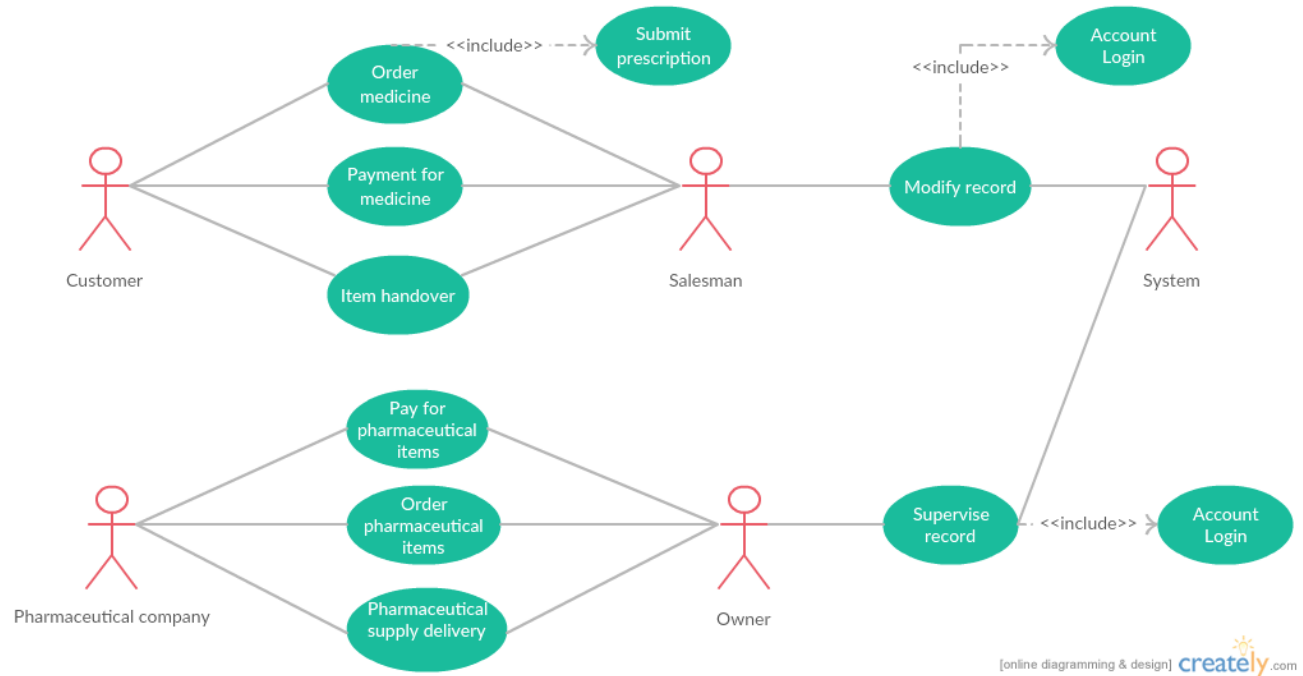 <<include>>
Submit
prescription
Account
Login
<<include>>
Order
medicine
Payment for
medicine
Modify record
Customer
Salesman
System
Item handover
Pay for
pharmaceutical
items
Order
pharmaceutical
items
Supervise
record
<<include>>
Account
Login
Pharmaceutical
supply delivery
Pharmaceutical company
Owner
[online diagramming & design] creately.com